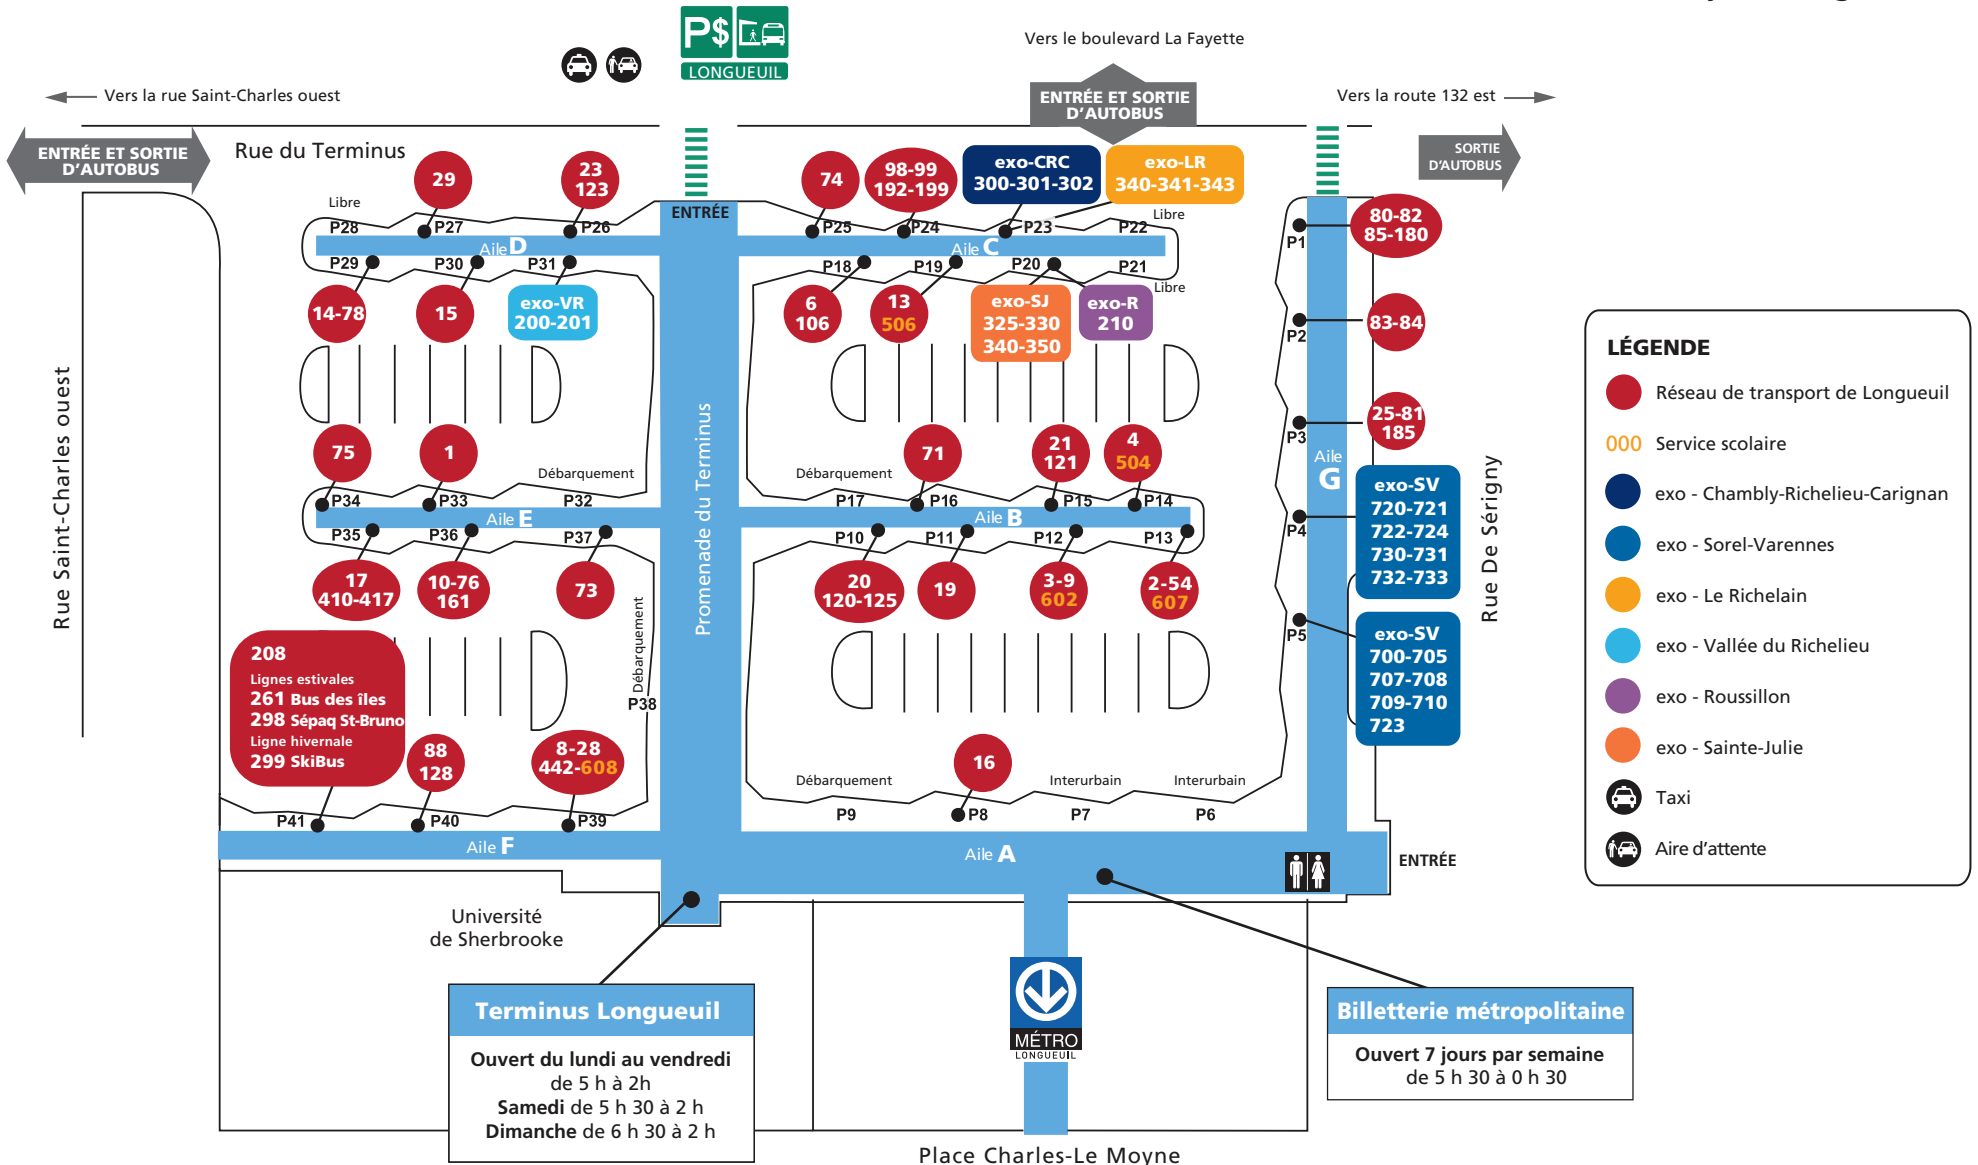 P$
LONGUEUIL
Vers le boulevard La Fayette
Vers la rue Saint-Charles ouest
ENTRÉE ET SORTIE
D'AUTOBUS
Vers la route 132 est
ENTRÉE ET SORTIE
D'AUTOBUS
Rue du Terminus
SORTIE
D'AUTOBUS
29
23
123
74
98-99
192-199
exo-CRC
300-301-302
exo-LR
340-341-343
Libre
P28
P27
P26
ENTRÉE
P25
P24
P23
P22
Libre
80-82
85-180
P1
Aile D
Aile C
P29
P30
P31
P18
P19
P20
P21
Libre
14-78
15
exo-VR
200-201
6
106
13
506
exo-SJ
325-330
340-350
exo-R
210
P2
83-84
LÉGENDE
Réseau de transport de Longueuil
000 Service scolaire
exo - Chambly-Richelieu-Carignan
exo - Sorel-Varennes
exo - Le Richelain
exo - Vallée du Richelieu
exo - Roussillon
exo - Sainte-Julie
Taxi
Aire d'attente
Rue Saint-Charles ouest
Promenade du Terminus
Rue De Sérigny
P3
25-81
185
Aile
G
75
1
Débarquement
Débarquement
71
21
121
4
504
P34
P33
P32
P17
P16
P15
P14
Aile E
Aile B
P35
P36
P37
P10
P11
P12
P13
P4
exo-SV
720-721
722-724
730-731
732-733
17
410-417
10-76
161
73
20
120-125
19
3-9
602
2-54
607
P5
exo-SV
700-705
707-708
709-710
723
Débarquement
P38
208
Lignes estivales
261 Bus des îles
298 Sépaq St-Bruno
Ligne hivernale
299 SkiBus
88
128
8-28
442-608
Débarquement
16
Interurbain
Interurbain
P41
P40
P39
P9
P8
P7
P6
Aile F
Aile A
ENTRÉE
Université
de Sherbrooke
Terminus Longueuil
Ouvert du lundi au vendredi
de 5 h à 2h
Samedi de 5 h 30 à 2 h
Dimanche de 6 h 30 à 2 h
MÉTRO
LONGUEUIL
Billetterie métropolitaine
Ouvert 7 jours par semaine
de 5 h 30 à 0 h 30
Place Charles-Le Moyne